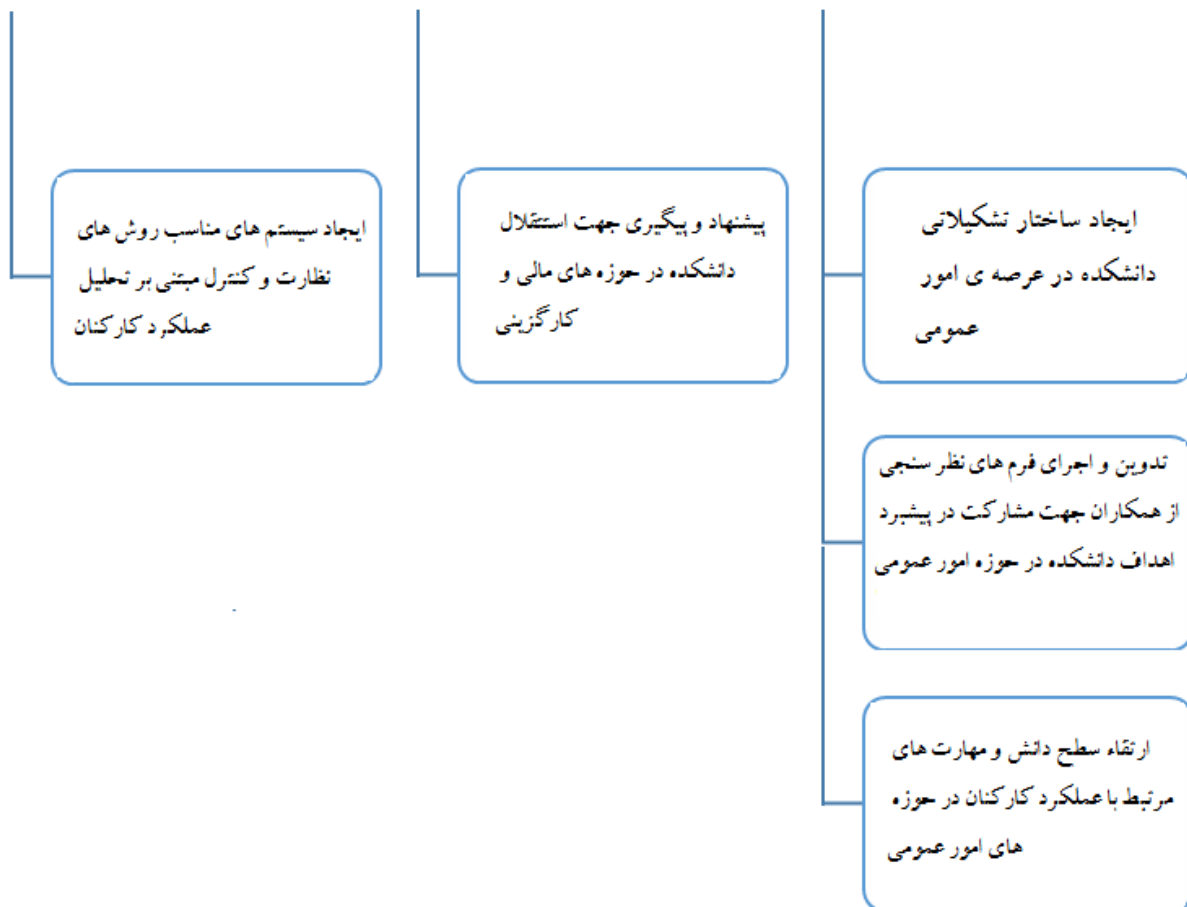 ایجاد ساختار تشکیلاتی
دانشکده در عرصه ی امور
عمومی
پیشنهاد و پیگیری جهت استقلال
دانشکده در حوزه های مالی و
کارگزینی
ایجاد سیستم های مناسب روش های
نظارت و کنترل مبتنی بر تحلیل
عملکرد کارکنان
تدوین و اجرای فرم های نظر سنجی
از همکاران جهت مشارکت در پیشبرد
اهداف دانشکده در حوزه امور عمومی
ارتقاء سطح دانش و مهارت های
مرتبط با عملکرد کارکنان در حوزه
های امور عمومی